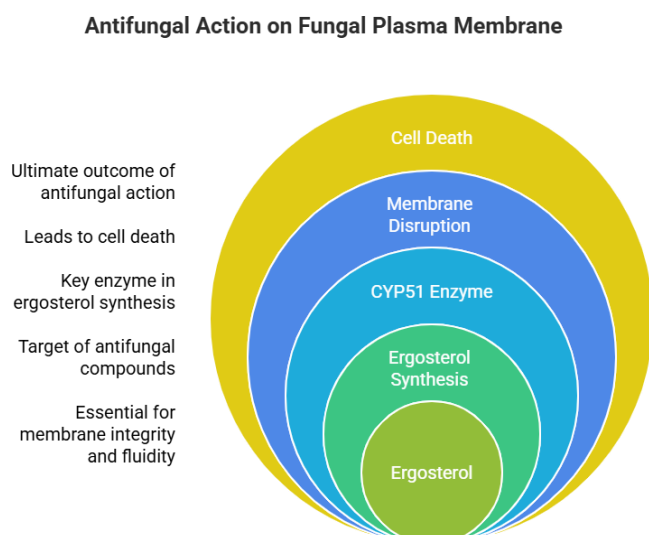 Antifungal Action on Fungal Plasma Membrane
Cell Death
Ultimate outcome of
antifungal action
Membrane
Disruption
Leads to cell death
CYP51 Enzyme
Key enzyme in
ergosterol synthesis
Ergosterol
Synthesis
Target of antifungal
compounds
Ergosterol
Essential for
membrane integrity
and fluidity